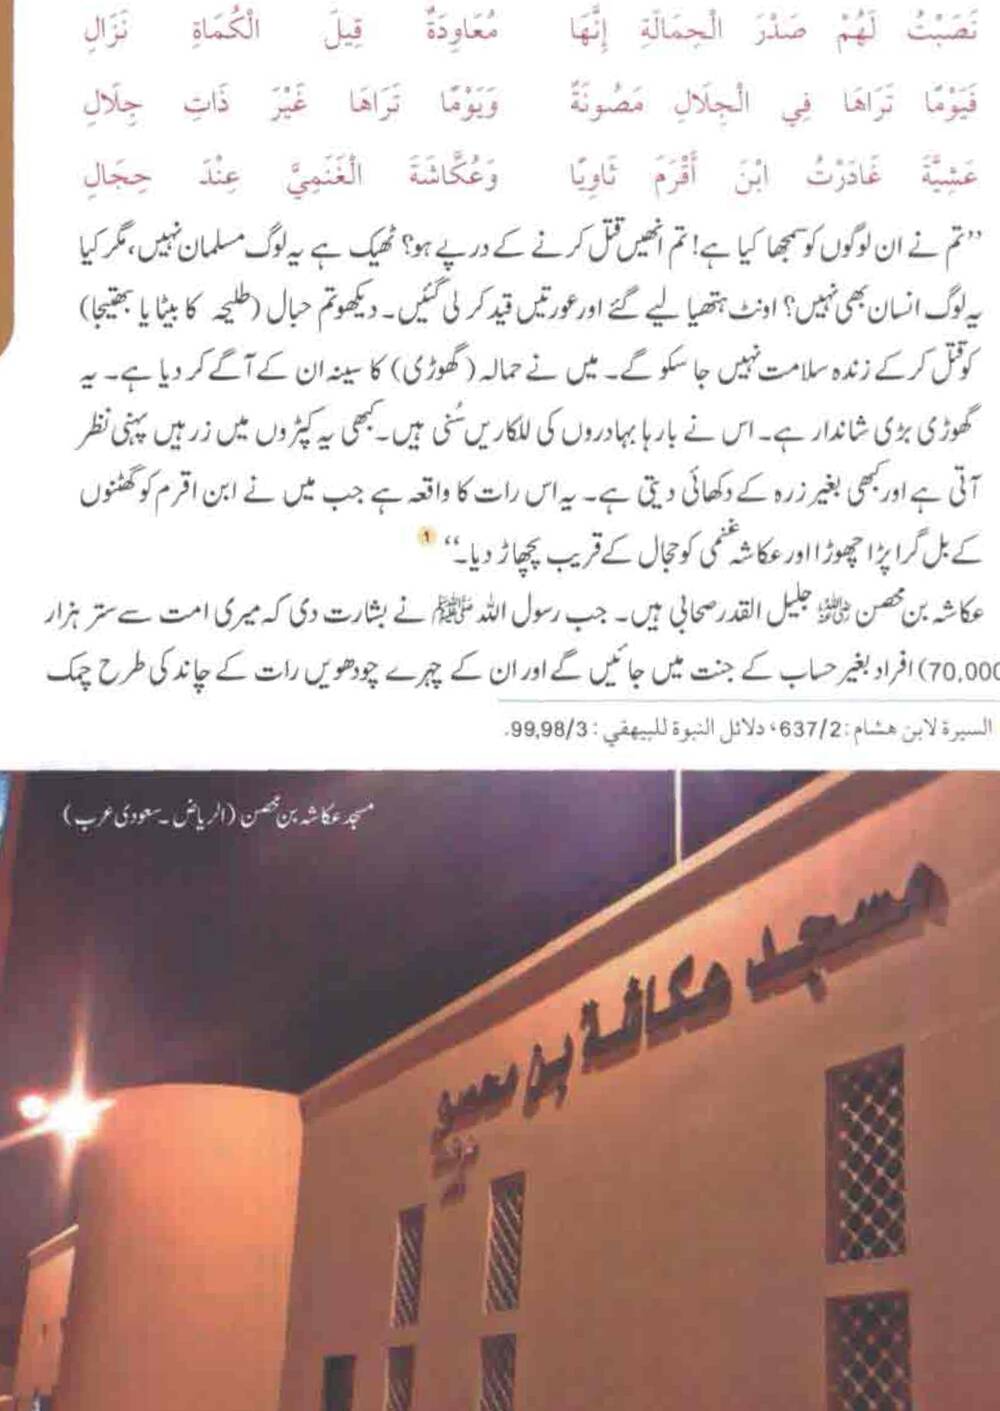 نَصَبْتُ لَهُمْ صَدْرَ الْحِمَالَةِ إِنَّهَا مُعَاوِدَةٌ قِيلَ الْكُمَاةِ نَزَالِ
فَيَوْمًا تَرَاهَا فِي الْجِلَالِ مَصُونَةً وَيَوْمًا تَرَاهَا غَيْرَ ذَاتِ جِلَالِ
عَشِيَّةَ غَادَرْتُ ابْنَ أَقْرَمَ ثَاوِيًا وَعُكَّاشَةَ الْغَنَمِيَّ عِنْدَ حِجَالِ
’’تم نے ان لوگوں کو سمجھا کیا ہے! تم انھیں قتل کرنے کے درپے ہو؟ ٹھیک ہے یہ لوگ مسلمان نہیں، مگر کیا
یہ لوگ انسان بھی نہیں؟ اونٹ ہتھیا لیے گئے اور عورتیں قید کر لی گئیں۔ دیکھو تم حبال (طلیحہ کا بیٹا یا بھتیجا)
کو قتل کر کے زندہ سلامت نہیں جا سکو گے۔ میں نے حمالہ (گھوڑی) کا سینہ ان کے آگے کر دیا ہے۔ یہ
گھوڑی بڑی شاندار ہے۔ اس نے بارہا بہادروں کی للکاریں سُنی ہیں۔ کبھی یہ کپڑوں میں زرہیں پہنی نظر
آتی ہے اور کبھی بغیر زرہ کے دکھائی دیتی ہے۔ یہ اس رات کا واقعہ ہے جب میں نے ابن اقرم کو گھٹنوں
کے بل گرا پڑا چھوڑا اور عکاشہ غنمی کو حجال کے قریب پچھاڑ دیا۔‘‘ ۱
عکاشہ بن محصن رضی اللہ عنہ جلیل القدر صحابی ہیں۔ جب رسول اللہ صلی اللہ علیہ وسلم نے بشارت دی کہ میری امت سے ستر ہزار
(70,000) افراد بغیر حساب کے جنت میں جائیں گے اور ان کے چہرے چودھویں رات کے چاند کی طرح چمک
السيرة لابن هشام: 637/2، دلائل النبوة للبيهقي: 99,98/3.
مسجد عکاشہ بن محصن (الریاض۔ سعودی عرب)
مسجد عكاشة بن محصن